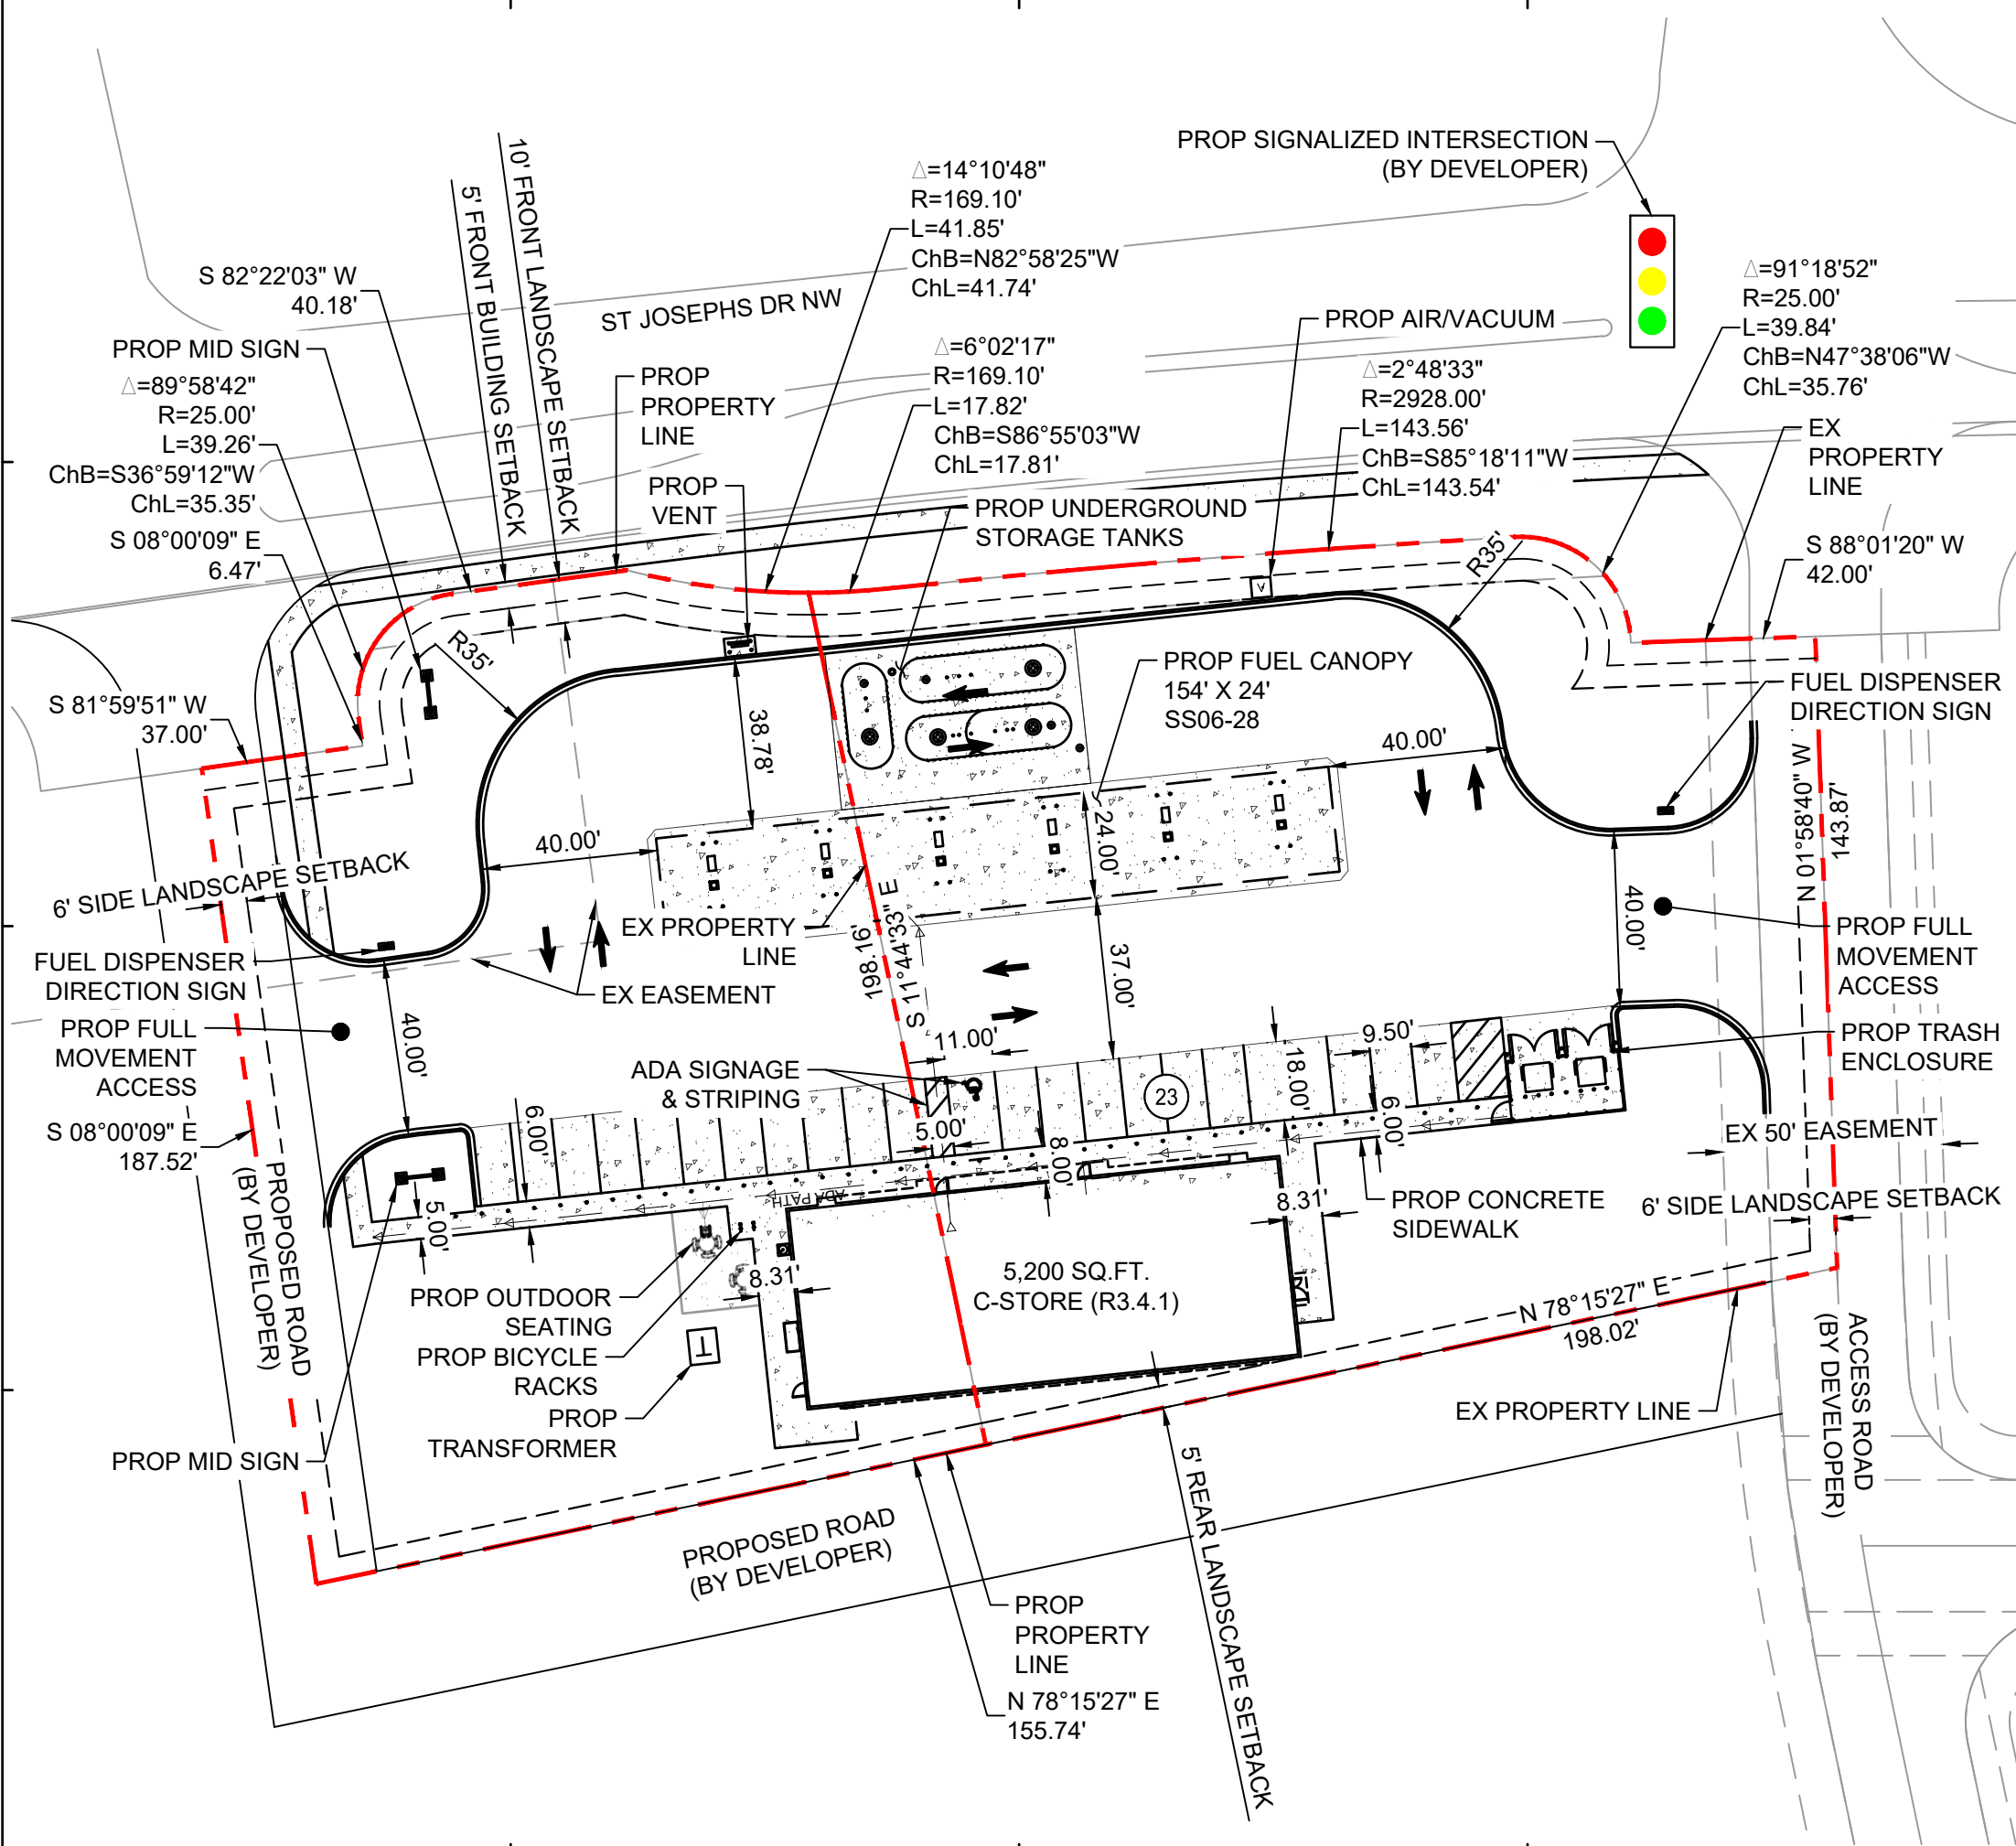 PROP SIGNALIZED INTERSECTION
(BY DEVELOPER)
10' FRONT LANDSCAPE SETBACK
5' FRONT BUILDING SETBACK
Δ=14°10'48"
R=169.10'
L=41.85'
ChB=N82°58'25"W
ChL=41.74'
S 82°22'03" W
40.18'
ST JOSEPHS DR NW
Δ=91°18'52"
R=25.00'
L=39.84'
ChB=N47°38'06"W
ChL=35.76'
PROP MID SIGN
PROP AIR/VACUUM
Δ=6°02'17"
R=169.10'
L=17.82'
ChB=S86°55'03"W
ChL=17.81'
Δ=2°48'33"
R=2928.00'
L=143.56'
ChB=S85°18'11"W
ChL=143.54'
Δ=89°58'42"
R=25.00'
L=39.26'
ChB=S36°59'12"W
ChL=35.35'
PROP
PROPERTY
LINE
EX
PROPERTY
LINE
PROP
VENT
PROP UNDERGROUND
STORAGE TANKS
S 08°00'09" E
6.47'
S 88°01'20" W
42.00'
R35'
R35'
V
PROP FUEL CANOPY
154' X 24'
SS06-28
FUEL DISPENSER
DIRECTION SIGN
S 81°59'51" W
37.00'
38.78'
40.00'
40.00'
24.00'
N 01°58'40" W
143.87'
6' SIDE LANDSCAPE SETBACK
EX PROPERTY
LINE
S 11°44'33" E
198.16'
40.00'
PROP FULL
MOVEMENT
ACCESS
FUEL DISPENSER
DIRECTION SIGN
EX EASEMENT
37.00'
PROP FULL
MOVEMENT
ACCESS
40.00'
11.00'
9.50'
PROP TRASH
ENCLOSURE
ADA SIGNAGE
& STRIPING
23
18.00'
6.00'
5.00'
8.00'
6.00'
EX 50' EASEMENT
S 08°00'09" E
187.52'
PROPOSED ROAD
(BY DEVELOPER)
ADA PATH
5.00'
8.31'
PROP CONCRETE
SIDEWALK
6' SIDE LANDSCAPE SETBACK
8.31'
5,200 SQ.FT.
C-STORE (R3.4.1)
PROP OUTDOOR
SEATING
PROP BICYCLE
RACKS
T
N 78°15'27" E
198.02'
ACCESS ROAD
(BY DEVELOPER)
PROP
TRANSFORMER
EX PROPERTY LINE
PROP MID SIGN
5' REAR LANDSCAPE SETBACK
PROPOSED ROAD
(BY DEVELOPER)
PROP
PROPERTY
LINE
N 78°15'27" E
155.74'